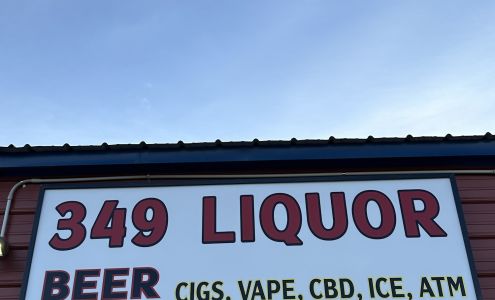 349 LIQUOR
BEER CIGS, VAPE, CBD, ICE, ATM